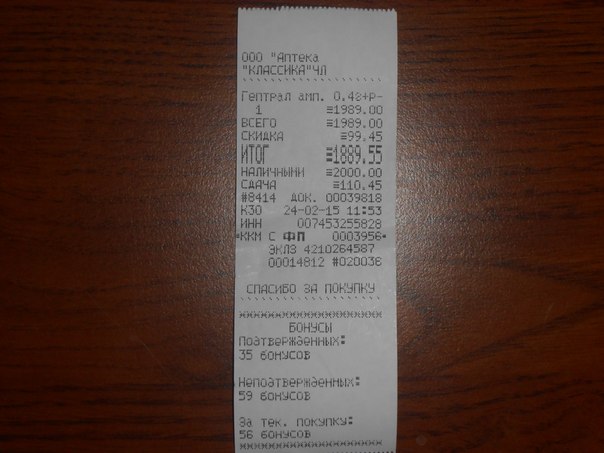 ООО "Аптека
"КЛАССИКА"ЧЛ
Гептрал амп. 0.4г+р-
1 ≡1989.00
ВСЕГО ≡1989.00
СКИДКА ≡99.45
ИТОГ ≡1889.55
НАЛИЧНЫМИ ≡2000.00
СДАЧА ≡110.45
#8414 ДОК. 00039818
К30 24-02-15 11:53
ИНН 007453255828
*ККМ С ФП 0003956*
ЭКЛЗ 4210264587
00014812 #020036
СПАСИБО ЗА ПОКУПКУ
БОНУСЫ
Подтвержденных:
35 бонусов
Неподтвержденных:
59 бонусов
За тек. покупку:
56 бонусов